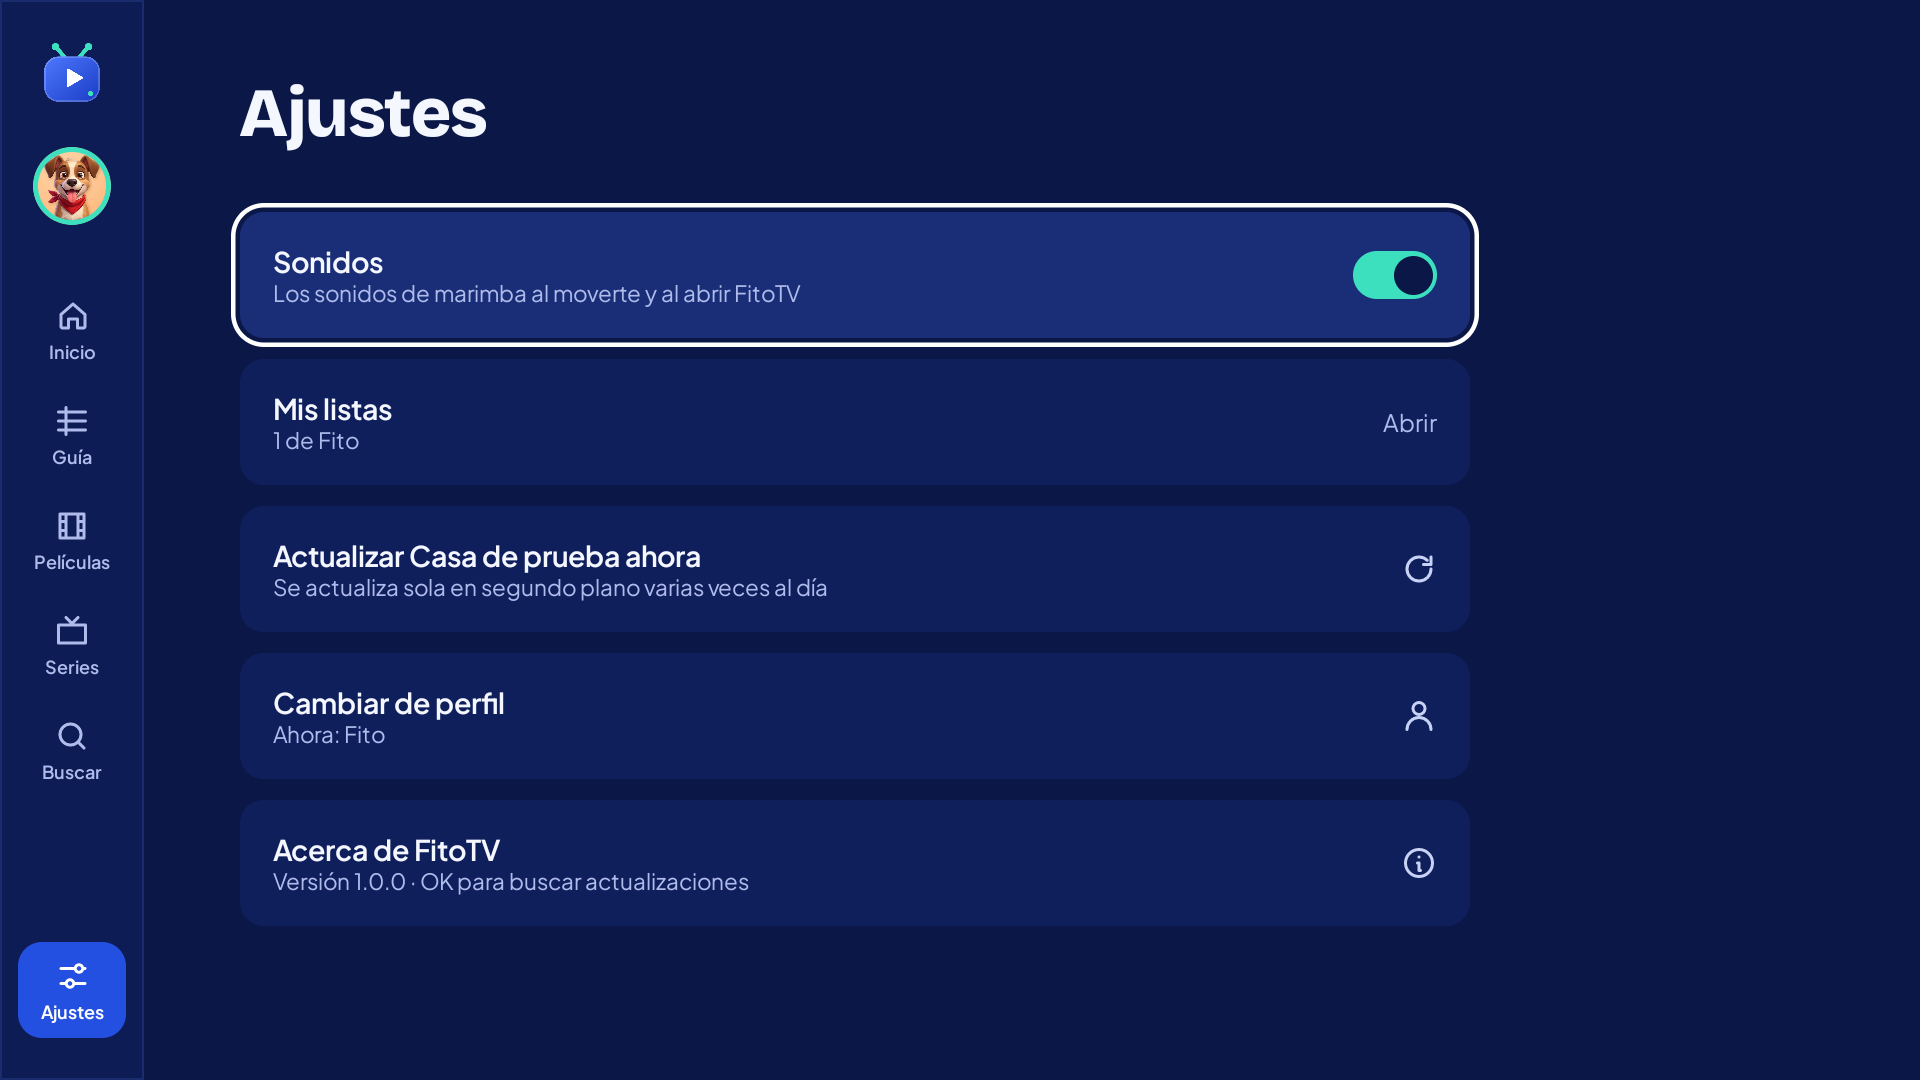 Ajustes
Sonidos
Los sonidos de marimba al moverte y al abrir FitoTV
Mis listas
1 de Fito
Abrir
Actualizar Casa de prueba ahora
Se actualiza sola en segundo plano varias veces al día
Cambiar de perfil
Ahora: Fito
Acerca de FitoTV
Versión 1.0.0 · OK para buscar actualizaciones
Inicio
Guía
Películas
Series
Buscar
Ajustes